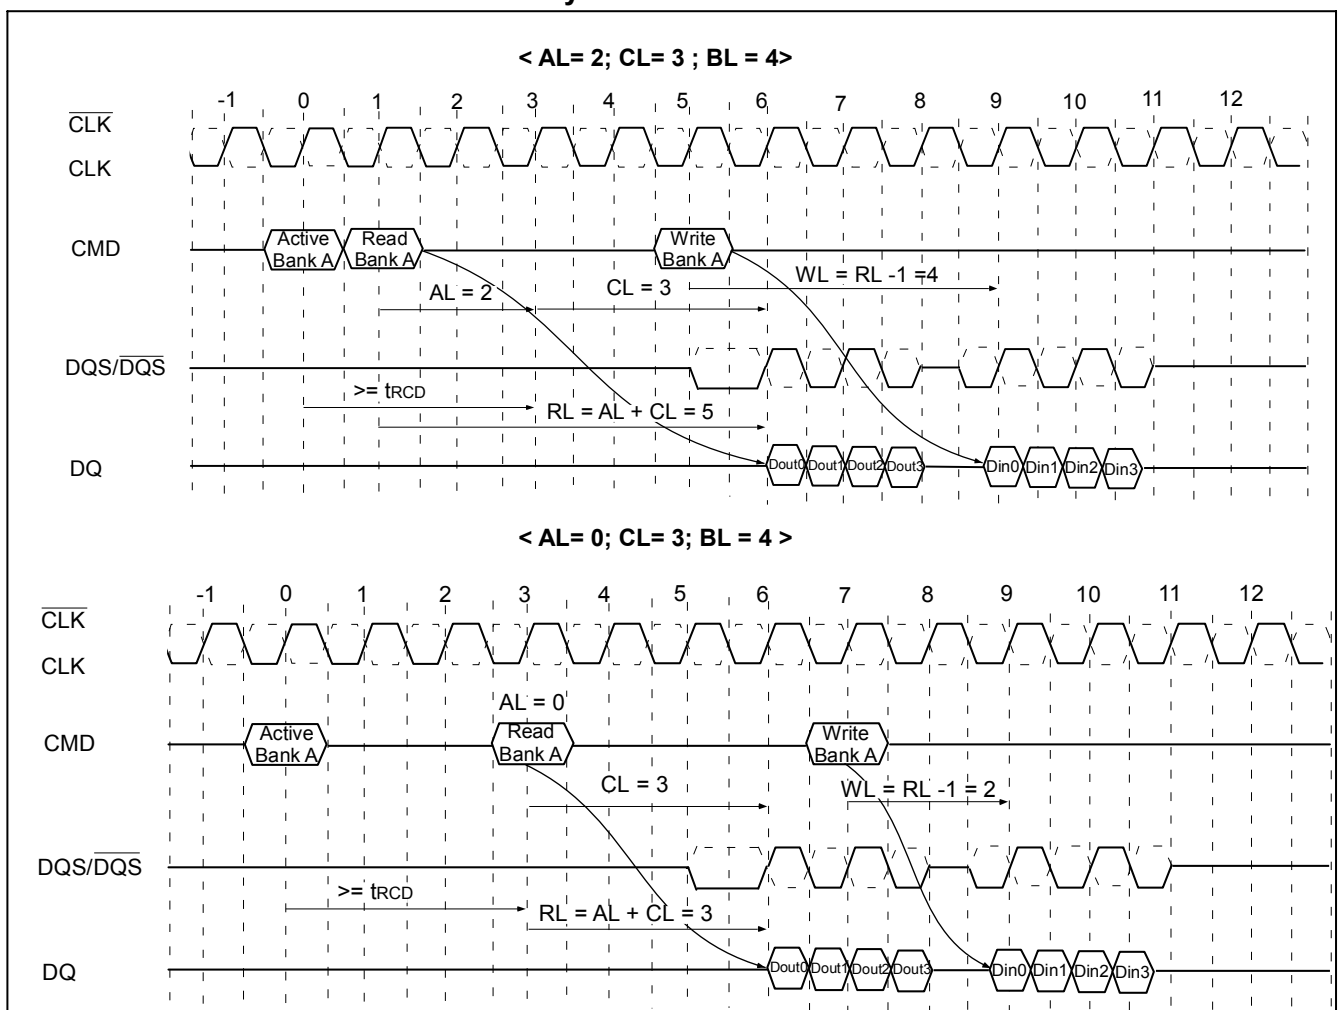 < AL= 2; CL= 3 ; BL = 4>
-1 0 1 2 3 4 5 6 7 8 9 10 11 12
CLK
CLK
CMD
Active Bank A
Read Bank A
Write Bank A
AL = 2
CL = 3
WL = RL -1 =4
DQS/DQS
>= tRCD
RL = AL + CL = 5
DQ
Dout0 Dout1 Dout2 Dout3 Din0 Din1 Din2 Din3
< AL= 0; CL= 3; BL = 4 >
-1 0 1 2 3 4 5 6 7 8 9 10 11 12
CLK
CLK
AL = 0
CMD
Active Bank A
Read Bank A
Write Bank A
CL = 3
WL = RL -1 = 2
DQS/DQS
>= tRCD
RL = AL + CL = 3
DQ
Dout0 Dout1 Dout2 Dout3 Din0 Din1 Din2 Din3